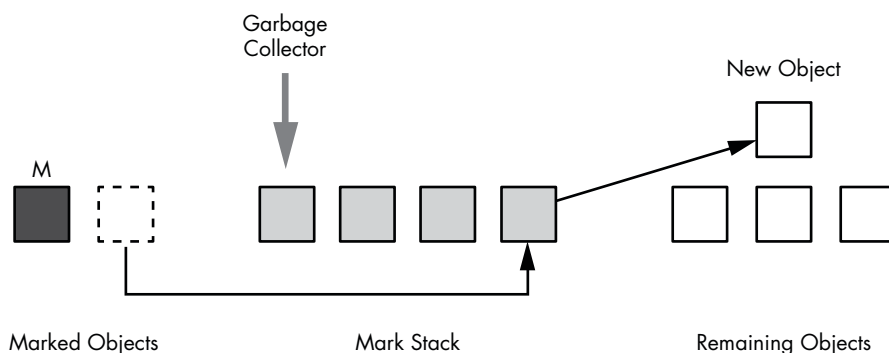 Garbage
Collector
New Object
M
Marked Objects
Mark Stack
Remaining Objects